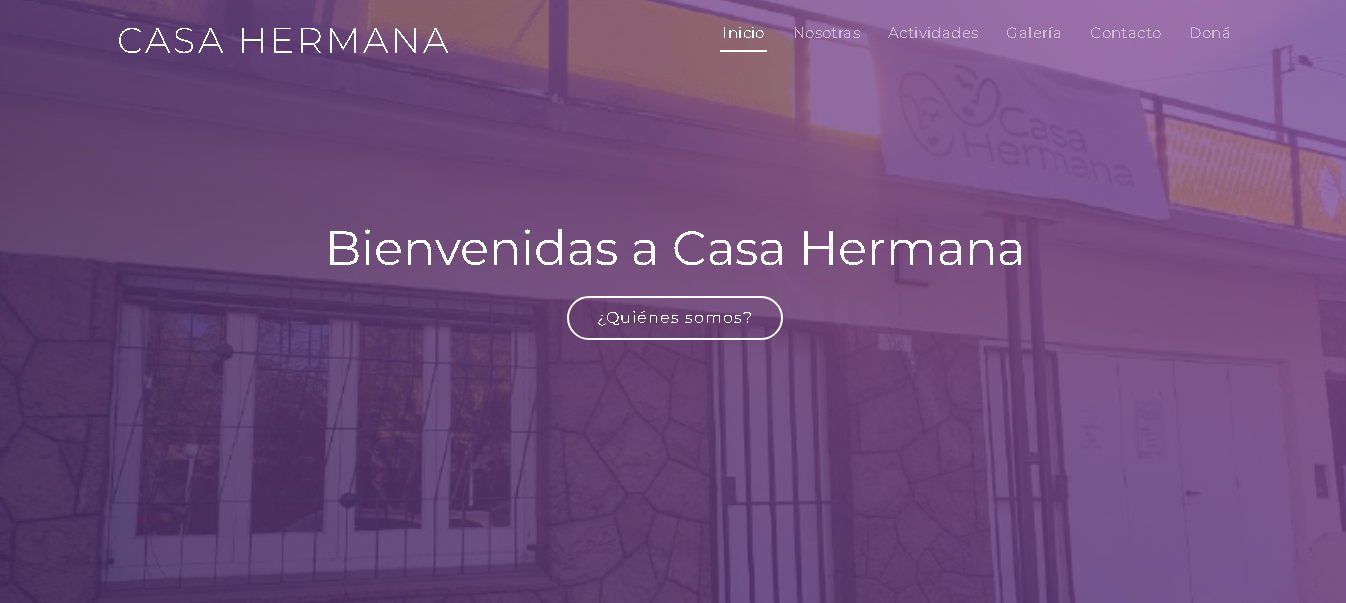 CASA HERMANA
Inicio Nosotras Actividades Galería Contacto Doná
Casa
Hermana
Bienvenidas a Casa Hermana
¿Quiénes somos?